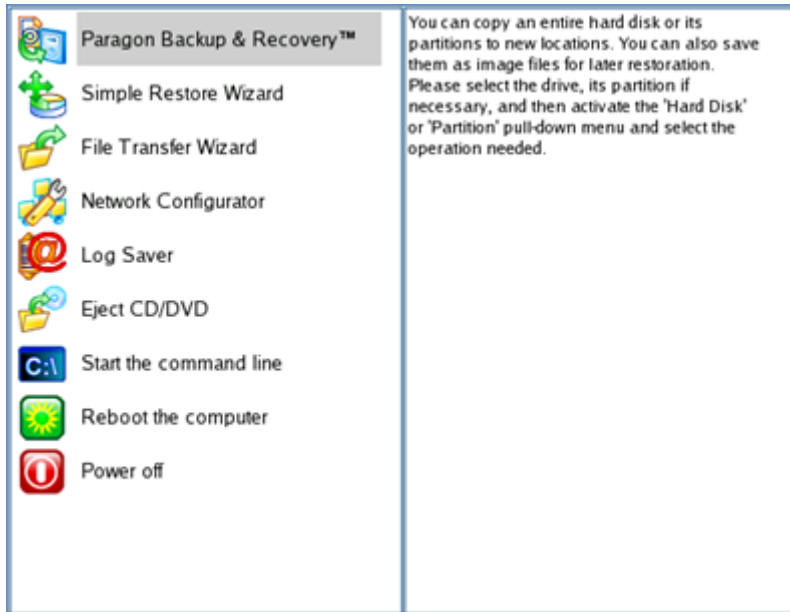 Paragon Backup & Recovery™
Simple Restore Wizard
File Transfer Wizard
Network Configurator
Log Saver
Eject CD/DVD
C:\ Start the command line
Reboot the computer
Power off
You can copy an entire hard disk or its
partitions to new locations. You can also save
them as image files for later restoration.
Please select the drive, its partition if
necessary, and then activate the 'Hard Disk'
or 'Partition' pull-down menu and select the
operation needed.